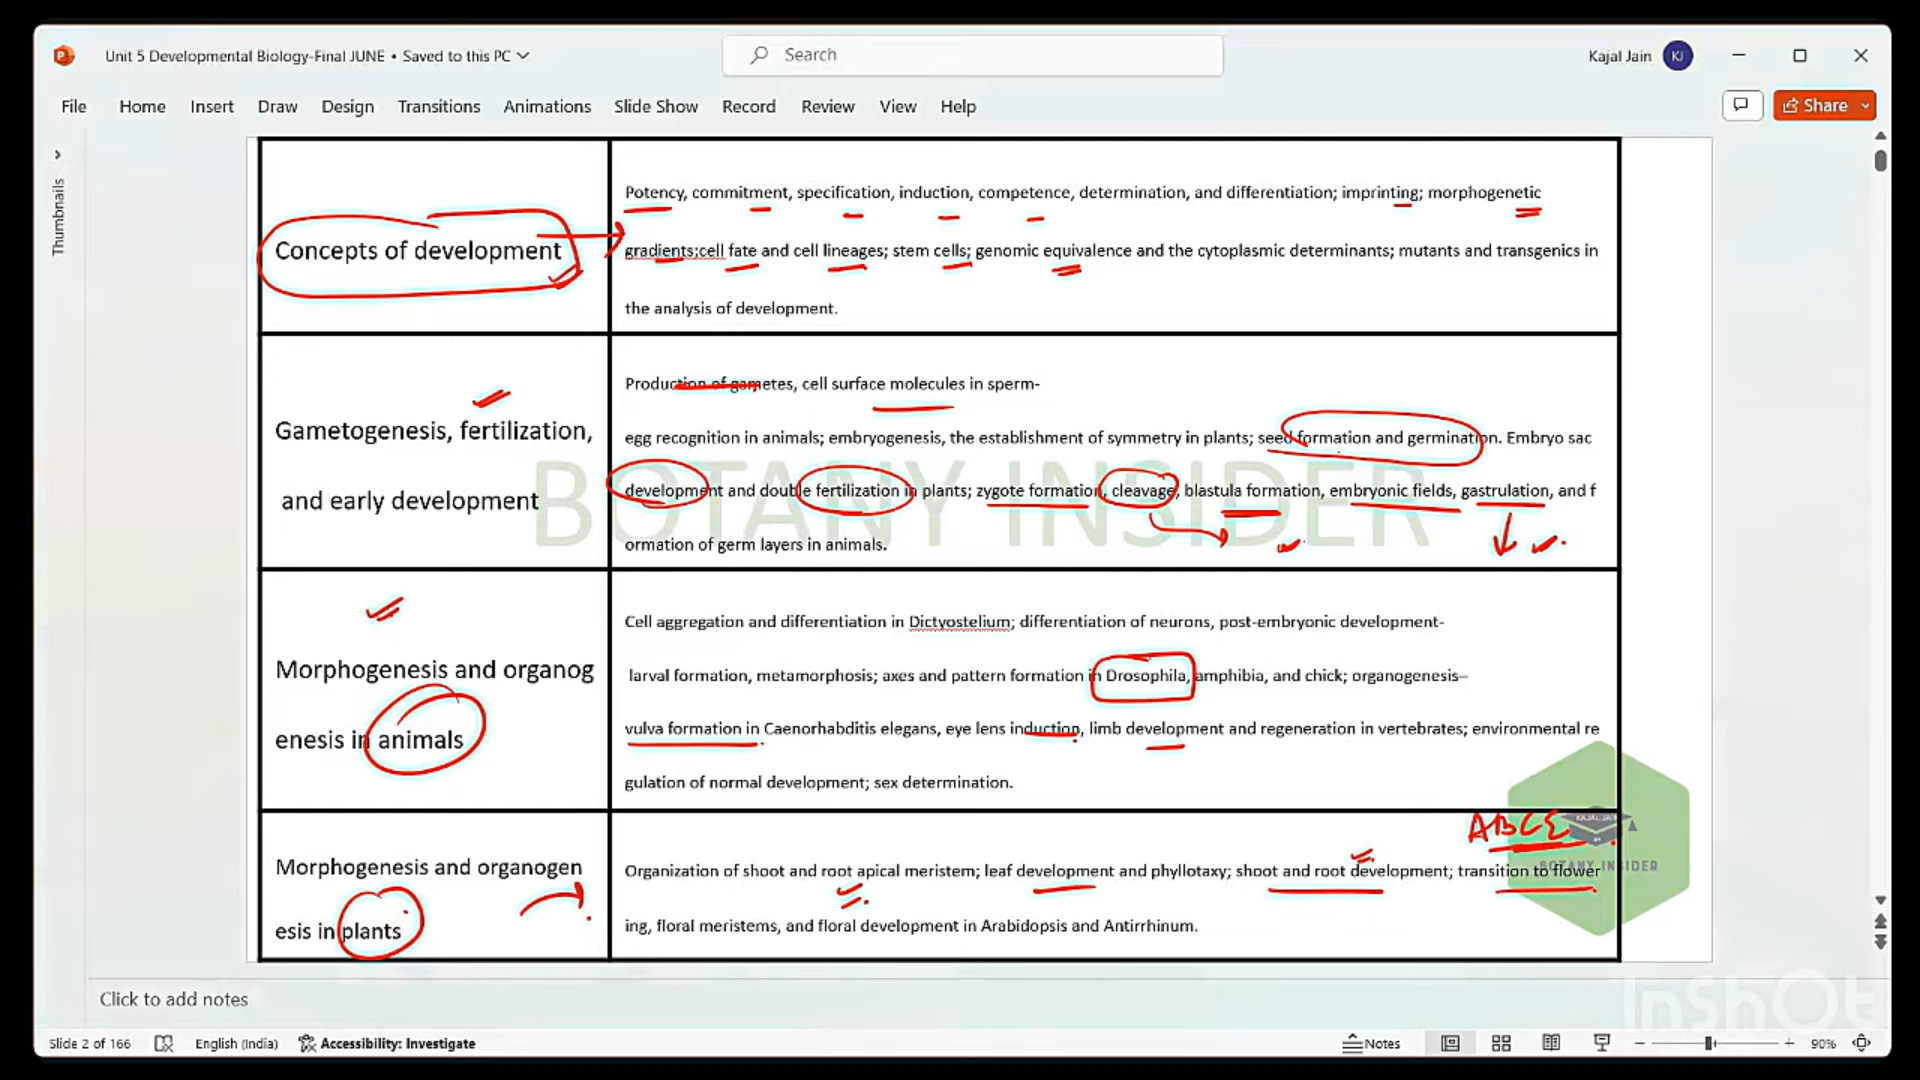 Unit 5 Developmental Biology-Final JUNE • Saved to this PC
Search
Kajal Jain
KJ
File Home Insert Draw Design Transitions Animations Slide Show Record Review View Help
Share
Thumbnails
Concepts of development
Potency, commitment, specification, induction, competence, determination, and differentiation; imprinting; morphogenetic
gradients;cell fate and cell lineages; stem cells; genomic equivalence and the cytoplasmic determinants; mutants and transgenics in
the analysis of development.
Gametogenesis, fertilization,
and early development
Production of gametes, cell surface molecules in sperm-
egg recognition in animals; embryogenesis, the establishment of symmetry in plants; seed formation and germination. Embryo sac
development and double fertilization in plants; zygote formation, cleavage, blastula formation, embryonic fields, gastrulation, and f
ormation of germ layers in animals.
BOTANY INSIDER
Morphogenesis and organog
enesis in animals
Cell aggregation and differentiation in Dictyostelium; differentiation of neurons, post-embryonic development-
larval formation, metamorphosis; axes and pattern formation in Drosophila, amphibia, and chick; organogenesis–
vulva formation in Caenorhabditis elegans, eye lens induction, limb development and regeneration in vertebrates; environmental re
gulation of normal development; sex determination.
Morphogenesis and organogen
esis in plants
ABCE
KAJAL JAIN
BOTANY INSIDER
Organization of shoot and root apical meristem; leaf development and phyllotaxy; shoot and root development; transition to flower
ing, floral meristems, and floral development in Arabidopsis and Antirrhinum.
Click to add notes
InShOt
Slide 2 of 166 English (India) Accessibility: Investigate Notes 90%